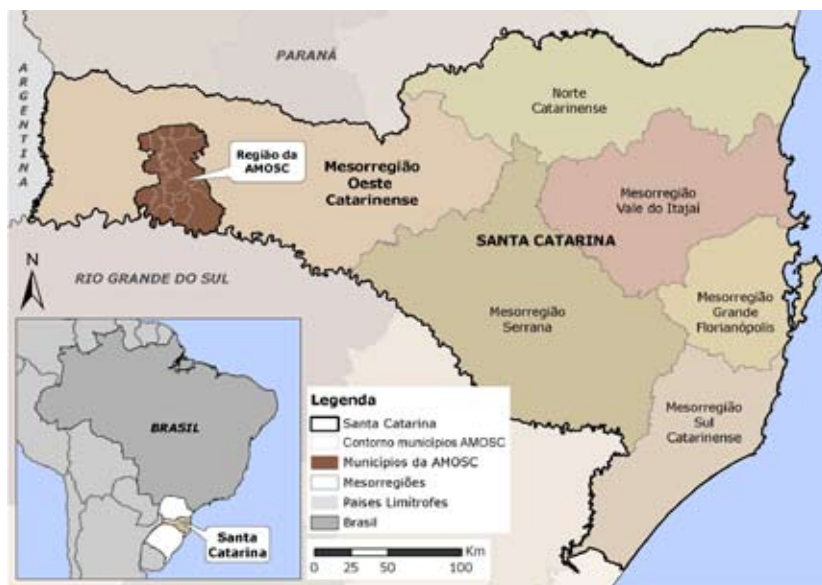 PARANÁ
ARGENTINA
Norte
Catarinense
Região da
AMOSC
Mesorregião
Oeste
Catarinense
Mesorregião
Vale do Itajaí
SANTA CATARINA
N
RIO GRANDE DO SUL
Mesorregião
Serrana
Mesorregião
Grande
Florianópolis
Mesorregião
Sul
Catarinense
BRASIL
Santa
Catarina
Legenda
Santa Catarina
Contorno municípios AMOSC
Municípios da AMOSC
Mesorregiões
Países Limítrofes
Brasil
Km
0 25 50 100